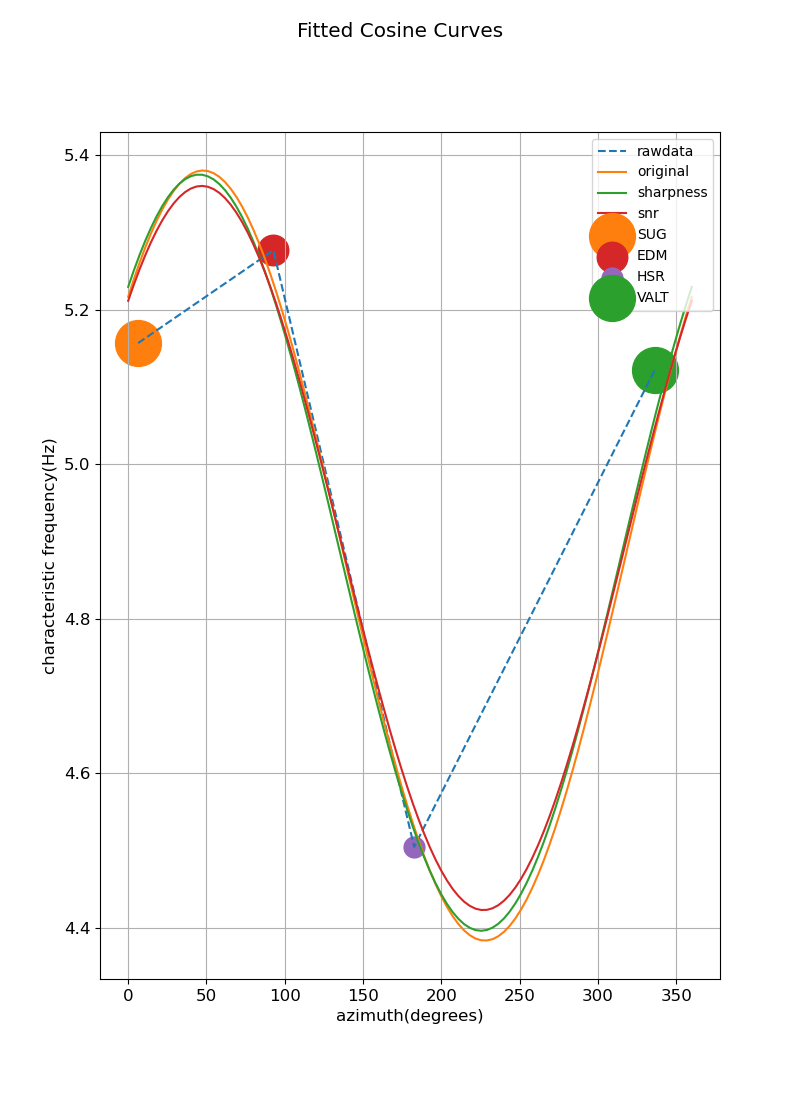 Fitted Cosine Curves
5.4
5.2
5.0
4.8
4.6
4.4
characteristic frequency(Hz)
rawdata
original
sharpness
snr
SUG
EDM
HSR
VALT
0 50 100 150 200 250 300 350
azimuth(degrees)